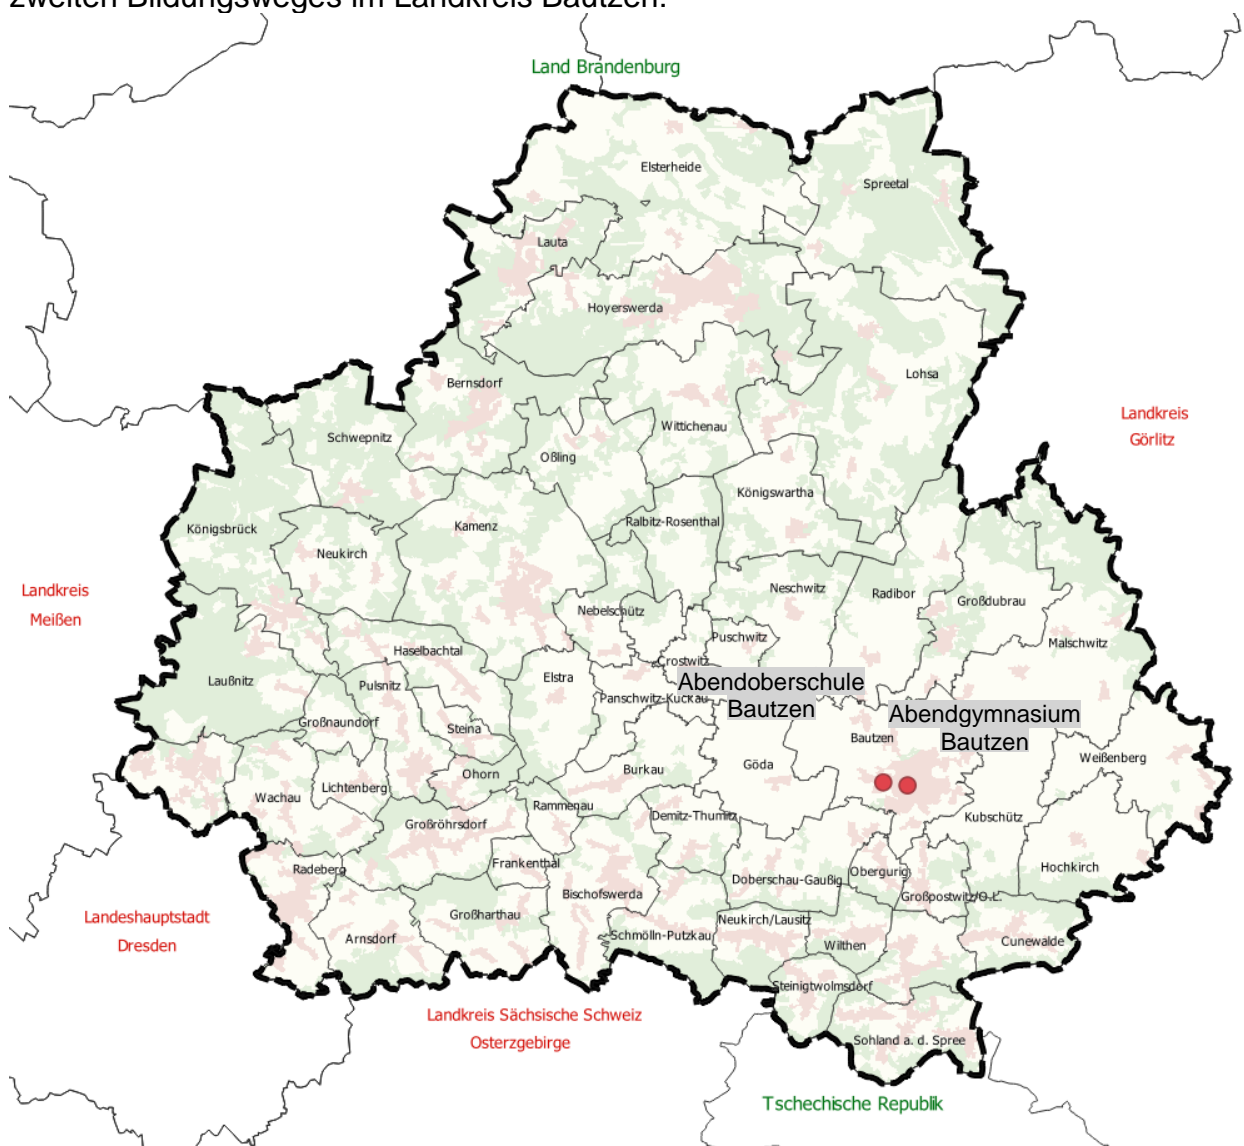 zweiten Bildungsweges im Landkreis Bautzen.
Land Brandenburg
Elsterheide
Spreetal
Lauta
Hoyerswerda
Lohsa
Bernsdorf
Landkreis
Görlitz
Schwepnitz
Wittichenau
Oßling
Königswartha
Königsbrück
Kamenz
Ralbitz-Rosenthal
Neukirch
Landkreis
Meißen
Neschwitz
Radibor
Großdubrau
Nebelschütz
Puschwitz
Malschwitz
Haselbachtal
Crostwitz
Laußnitz
Pulsnitz
Elstra
Panschwitz-Kuckau
Abendoberschule
Bautzen
Abendgymnasium
Bautzen
Großnaundorf
Steina
Bautzen
Weißenberg
Göda
Burkau
Ohorn
Lichtenberg
Wachau
Rammenau
Demitz-Thumitz
Kubschütz
Großröhrsdorf
Frankenthal
Radeberg
Hochkirch
Obergurig
Doberschau-Gaußig
Bischofswerda
Großpostwitz/O.L.
Großharthau
Neukirch/Lausitz
Landeshauptstadt
Dresden
Arnsdorf
Schmölln-Putzkau
Wilthen
Cunewalde
Steinigtwolmsdorf
Landkreis Sächsische Schweiz
Osterzgebirge
Sohland a. d. Spree
Tschechische Republik